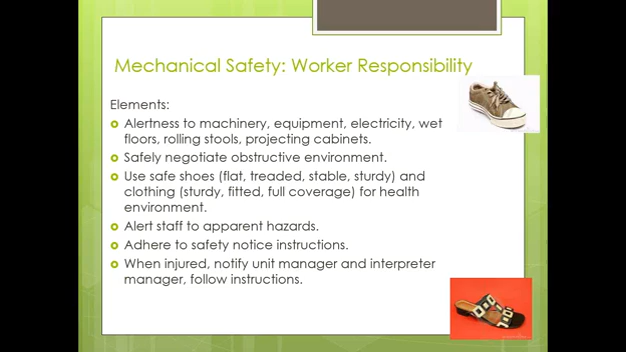 Mechanical Safety: Worker Responsibility
Elements:
Alertness to machinery, equipment, electricity, wet
floors, rolling stools, projecting cabinets.
Safely negotiate obstructive environment.
Use safe shoes (flat, treaded, stable, sturdy) and
clothing (sturdy, fitted, full coverage) for health
environment.
Alert staff to apparent hazards.
Adhere to safety notice instructions.
When injured, notify unit manager and interpreter
manager, follow instructions.